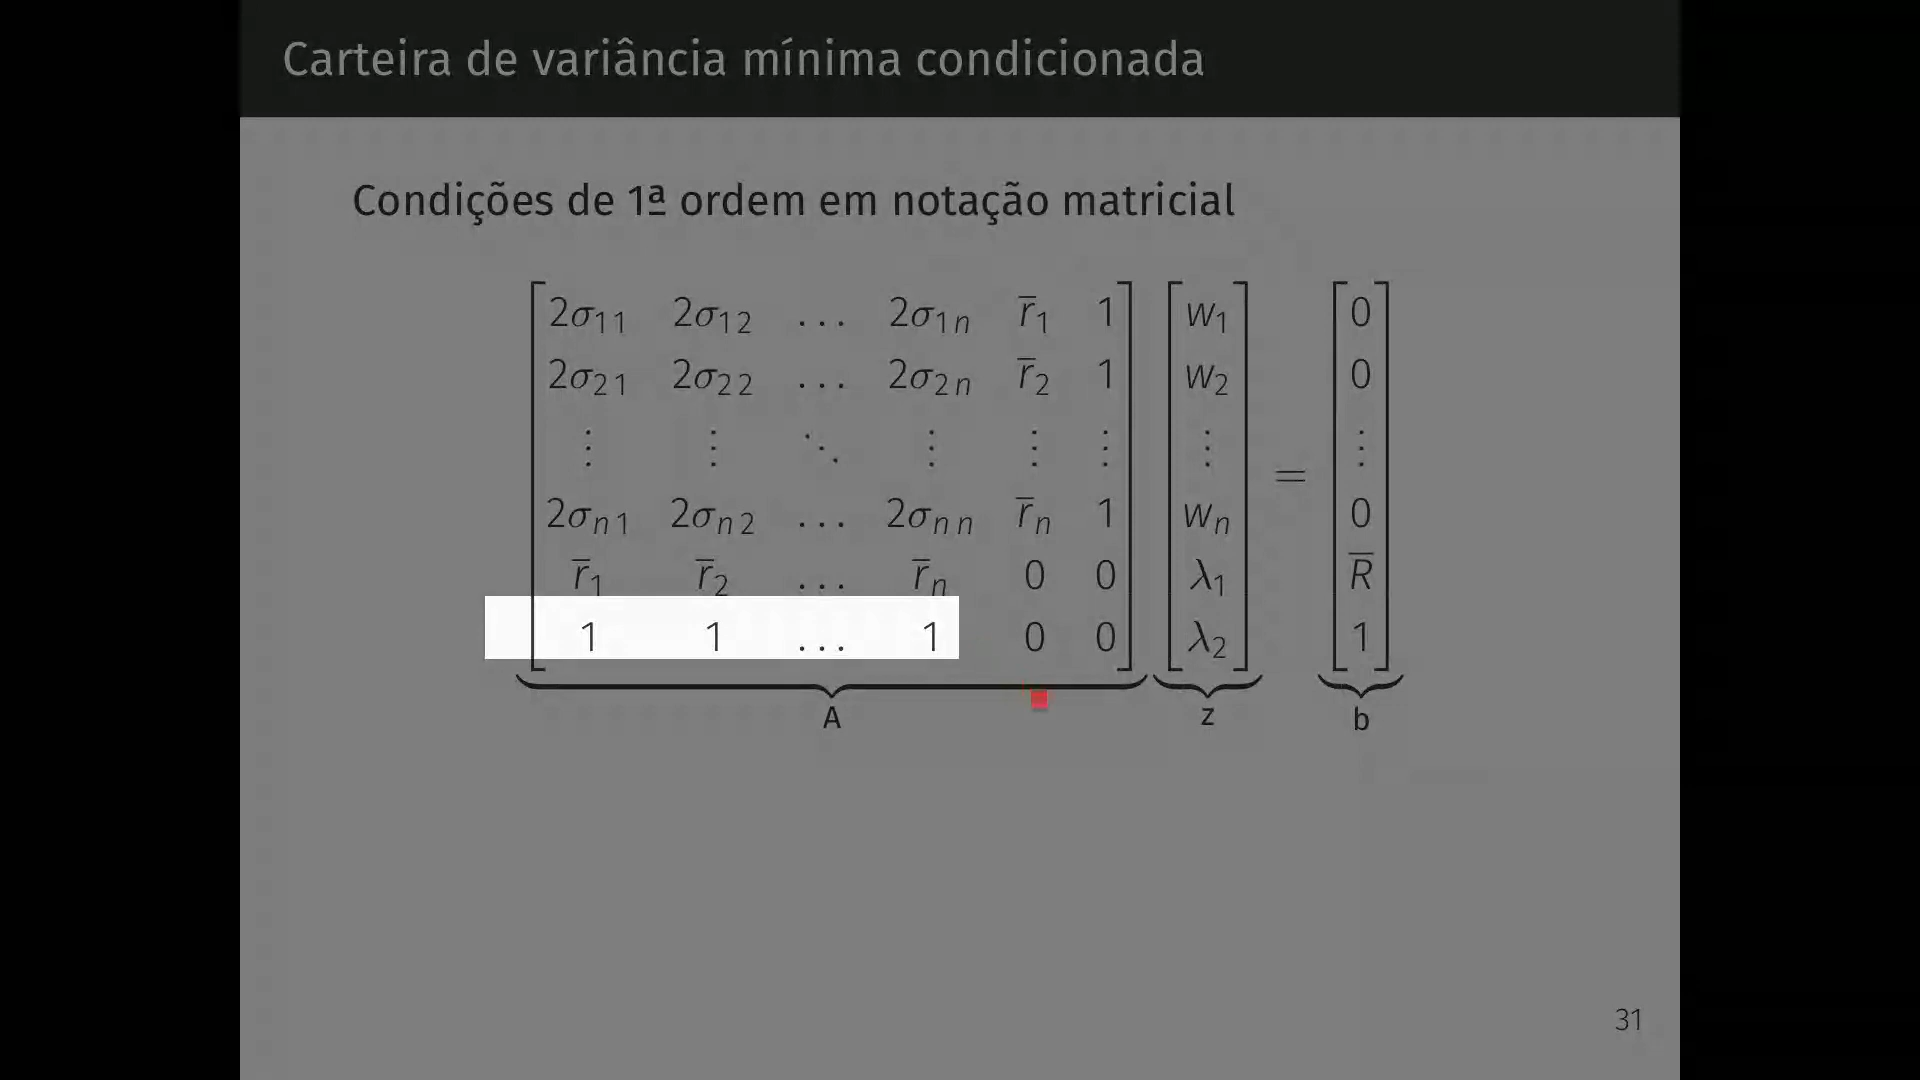 Carteira de variância mínima condicionada
Condições de 1ª ordem em notação matricial
2σ₁₁ 2σ₁₂ … 2σ₁ₙ r̅₁ 1 w₁ 0
2σ₂₁ 2σ₂₂ … 2σ₂ₙ r̅₂ 1 w₂ 0
⋮ ⋮ ⋱ ⋮ ⋮ ⋮ ⋮ ⋮
=
2σₙ₁ 2σₙ₂ … 2σₙₙ r̅ₙ 1 wₙ 0
r̅₁ r̅₂ … r̅ₙ 0 0 λ₁ R̅
1 1 … 1 0 0 λ₂ 1
A z b
31